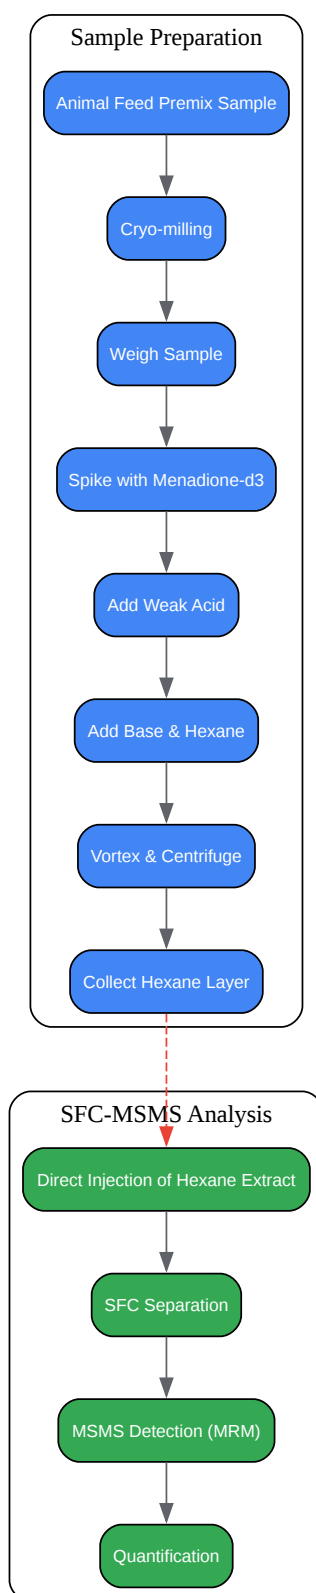 Sample Preparation
Animal Feed Premix Sample
Cryo-milling
Weigh Sample
Spike with Menadione-d3
Add Weak Acid
Add Base & Hexane
Vortex & Centrifuge
Collect Hexane Layer
SFC-MSMS Analysis
Direct Injection of Hexane Extract
SFC Separation
MSMS Detection (MRM)
Quantification